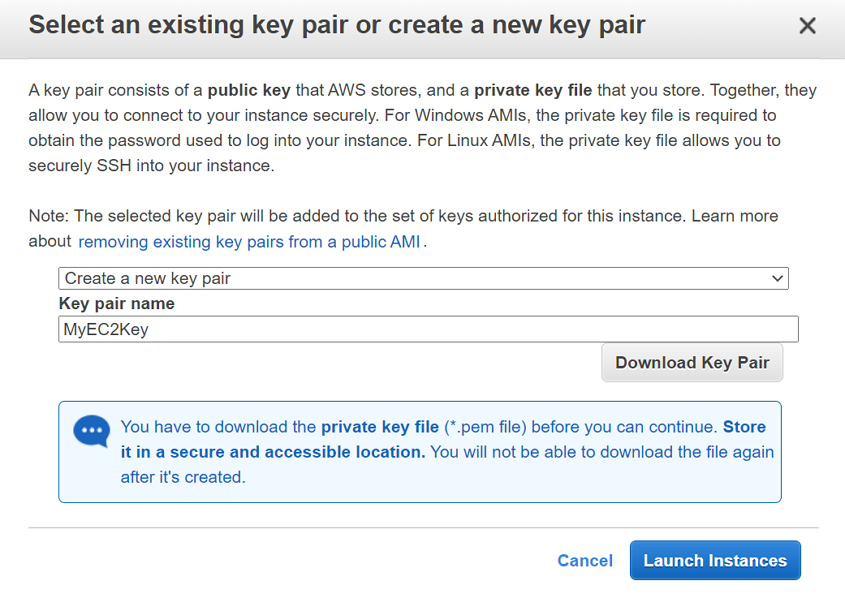 Select an existing key pair or create a new key pair
A key pair consists of a public key that AWS stores, and a private key file that you store. Together, they
allow you to connect to your instance securely. For Windows AMIs, the private key file is required to
obtain the password used to log into your instance. For Linux AMIs, the private key file allows you to
securely SSH into your instance.
Note: The selected key pair will be added to the set of keys authorized for this instance. Learn more
about removing existing key pairs from a public AMI.
Create a new key pair
Key pair name
MyEC2Key
Download Key Pair
You have to download the private key file (*.pem file) before you can continue. Store
it in a secure and accessible location. You will not be able to download the file again
after it's created.
Cancel Launch Instances